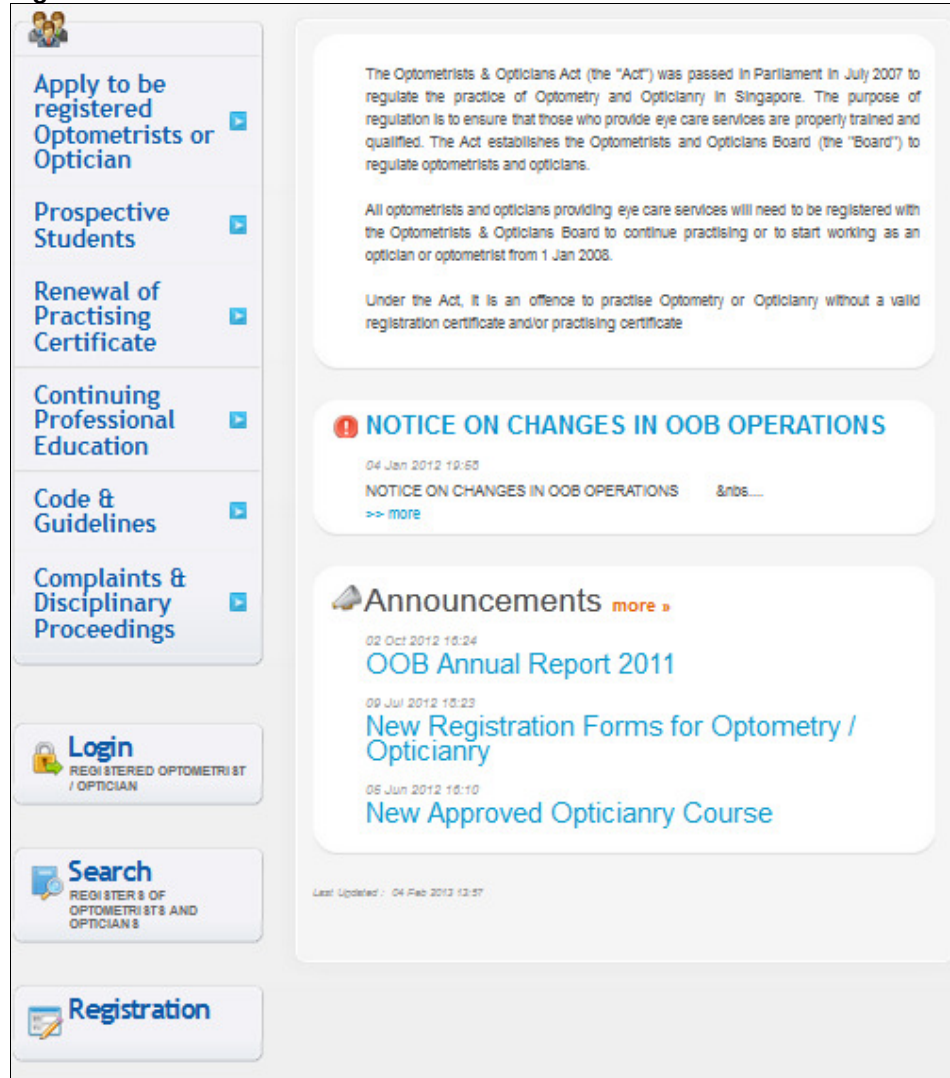 Apply to be
registered
Optometrists or
Optician
Prospective
Students
Renewal of
Practising
Certificate
Continuing
Professional
Education
Code &
Guidelines
Complaints &
Disciplinary
Proceedings
Login
REGISTERED OPTOMETRIST
/ OPTICIAN
Search
REGISTERS OF
OPTOMETRISTS AND
OPTICIANS
Registration
The Optometrists & Opticians Act (the "Act") was passed in Parliament in July 2007 to
regulate the practice of Optometry and Opticianry in Singapore. The purpose of
regulation is to ensure that those who provide eye care services are properly trained and
qualified. The Act establishes the Optometrists and Opticians Board (the "Board") to
regulate optometrists and opticians.
All optometrists and opticians providing eye care services will need to be registered with
the Optometrists & Opticians Board to continue practising or to start working as an
optician or optometrist from 1 Jan 2008.
Under the Act, it is an offence to practise Optometry or Opticianry without a valid
registration certificate and/or practising certificate
NOTICE ON CHANGES IN OOB OPERATIONS
04 Jan 2012
NOTICE ON CHANGES IN OOB OPERATIONS &nbs....
>> more
Announcements more »
02 Oct 2012 16:24
OOB Annual Report 2011
09 Jul 2012
New Registration Forms for Optometry /
Opticianry
Jun 2012 16:10
New Approved Opticianry Course
Last Updated : 04 Feb 2013 13:57